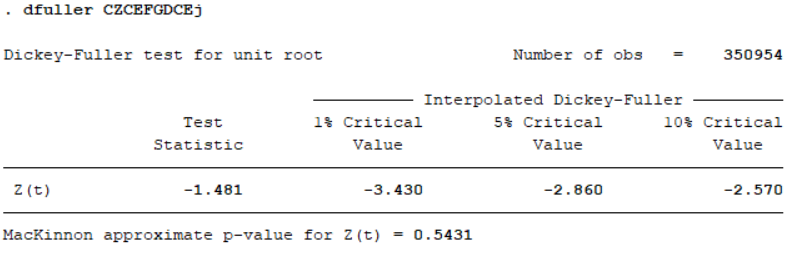 . dfuller CZCEFGDCEj
Dickey-Fuller test for unit root Number of obs = 350954
Interpolated Dickey-Fuller
Test 1% Critical 5% Critical 10% Critical
Statistic Value Value Value
Z(t) -1.481 -3.430 -2.860 -2.570
MacKinnon approximate p-value for Z(t) = 0.5431